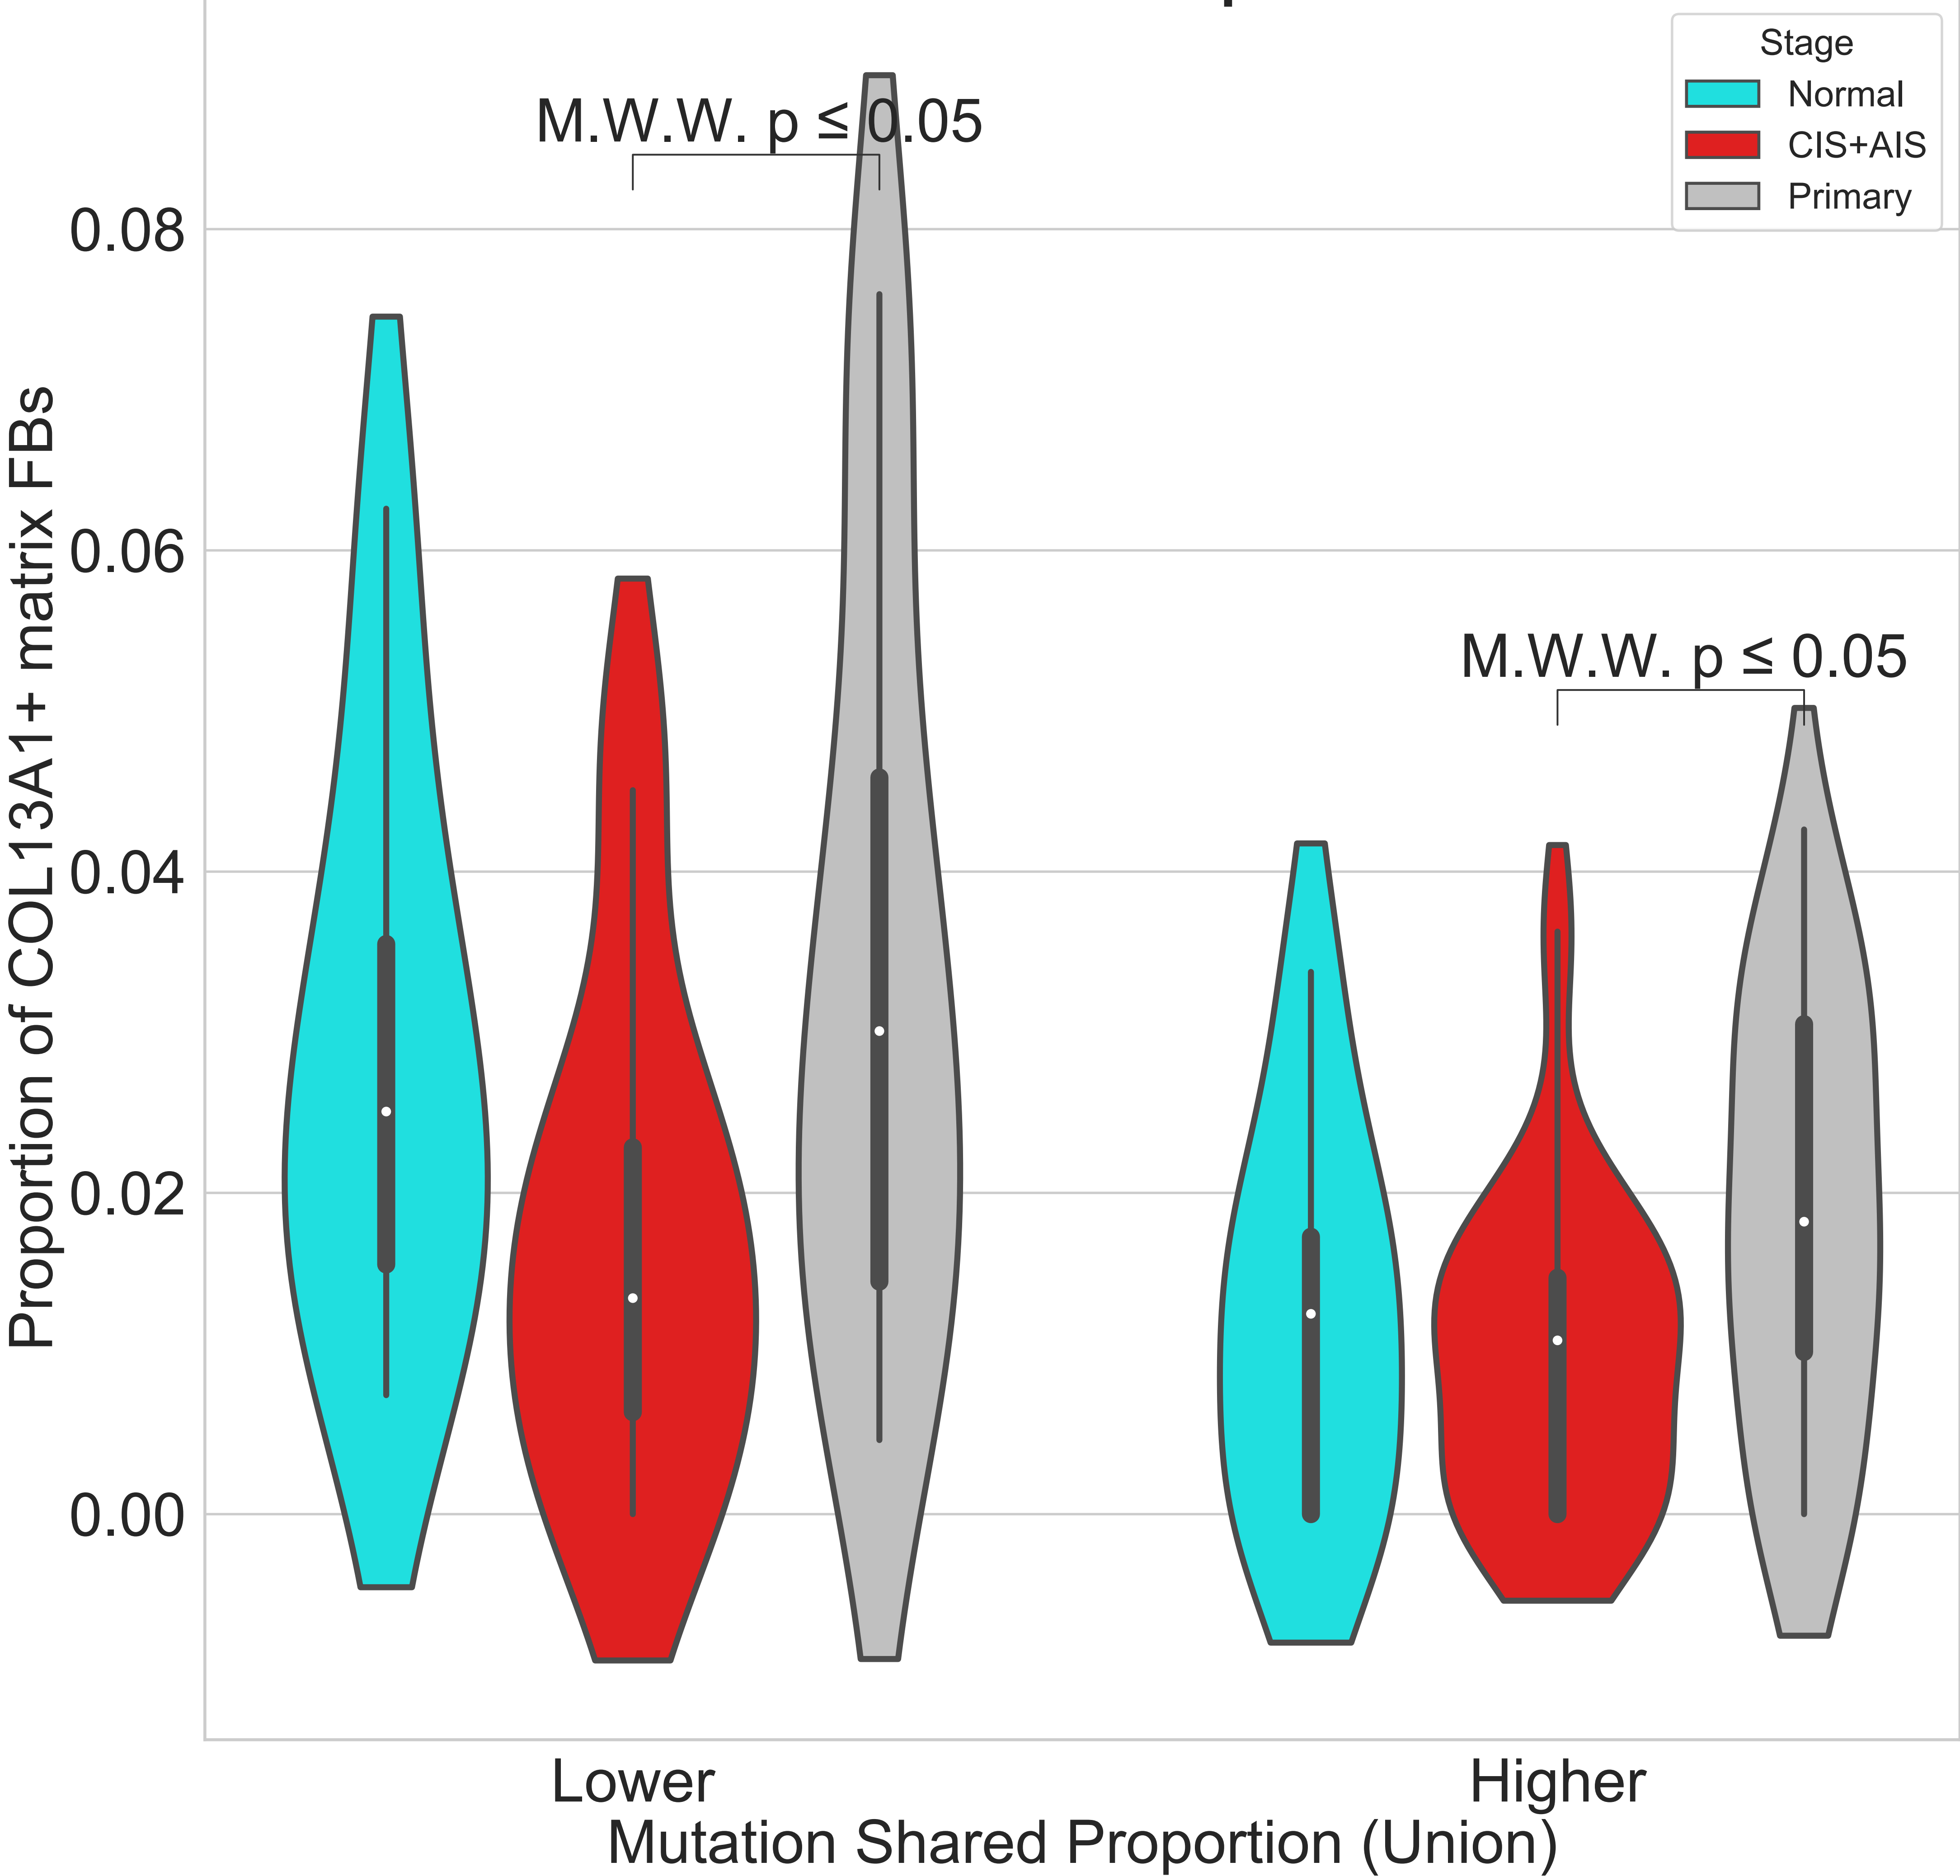 Stage
Normal
CIS+AIS
Primary
M.W.W. p ≤ 0.05
M.W.W. p ≤ 0.05
0.08
0.06
0.04
0.02
0.00
Proportion of COL13A1+ matrix FBs
Lower
Higher
Mutation Shared Proportion (Union)